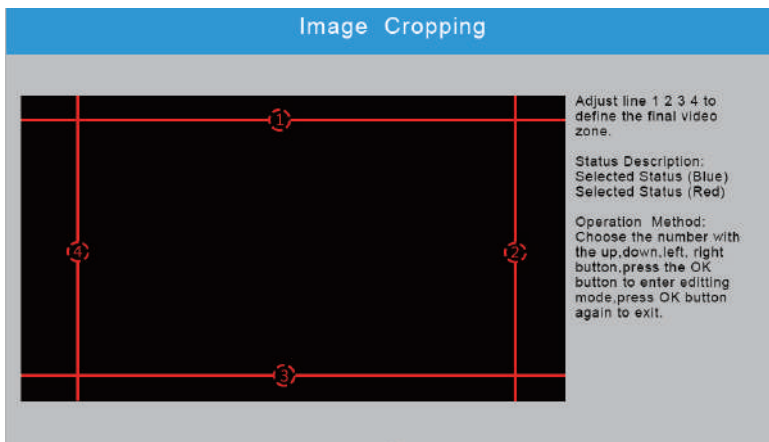 Image Cropping
1
4
2
3
Adjust line 1 2 3 4 to
define the final video
zone.
Status Description:
Selected Status (Blue)
Selected Status (Red)
Operation Method:
Choose the number with
the up,down,left, right
button,press the OK
button to enter editting
mode,press OK button
again to exit.